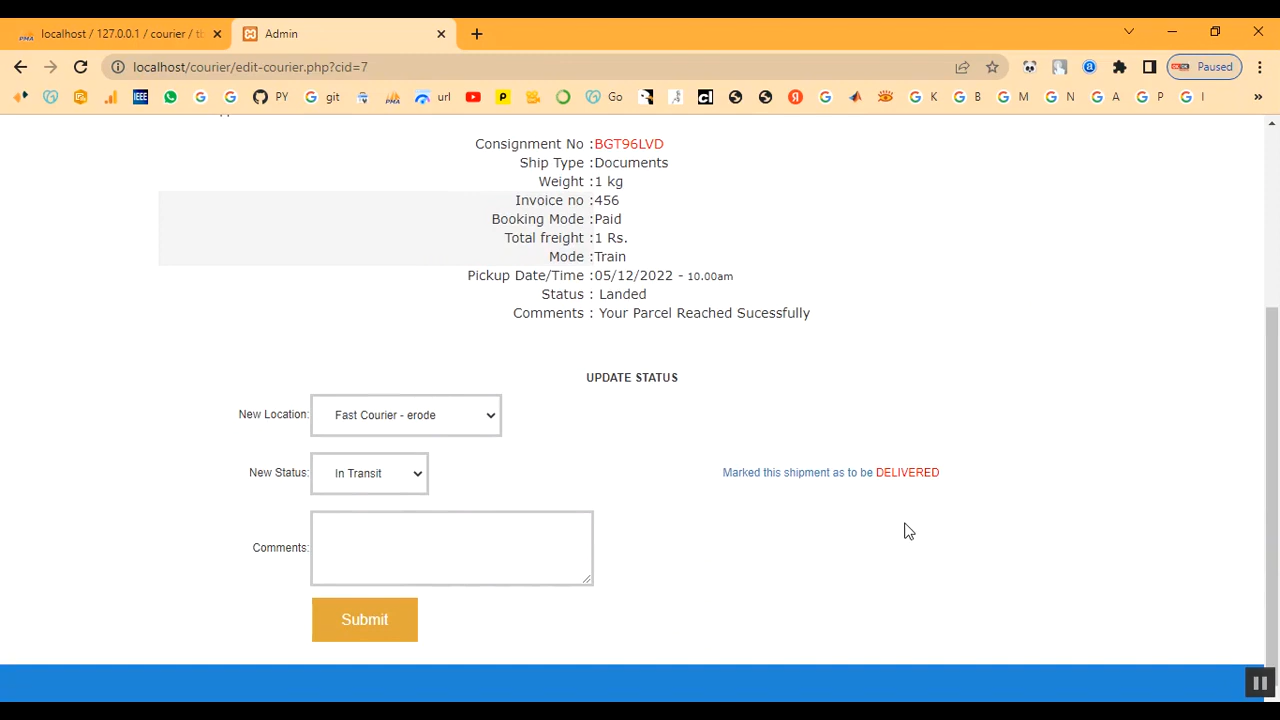 localhost / 127.0.0.1 / courier / tb
Admin
localhost/courier/edit-courier.php?cid=7
Paused
IEEE
PY
git
url
Go
K
B
M
N
A
P
I
Consignment No :BGT96LVD
Ship Type :Documents
Weight :1 kg
Invoice no :456
Booking Mode :Paid
Total freight :1 Rs.
Mode :Train
Pickup Date/Time :05/12/2022 - 10.00am
Status : Landed
Comments : Your Parcel Reached Sucessfully
UPDATE STATUS
New Location: Fast Courier - erode
New Status: In Transit
Marked this shipment as to be DELIVERED
Comments:
Submit